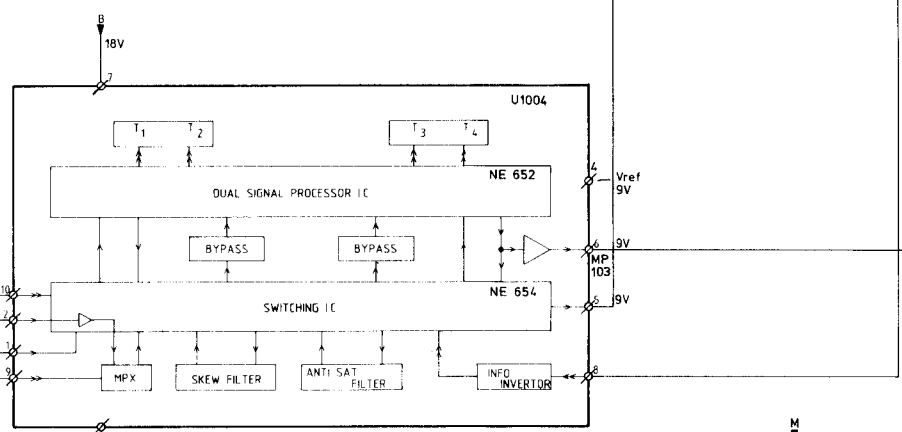 B
18V
7
U1004
T1 T2
T3 T4
NE 652
DUAL SIGNAL PROCESSOR IC
4
Vref
9V
BYPASS
BYPASS
6
9V
MP
103
NE 654
SWITCHING IC
10
2
1
9
5
9V
MPX
SKEW FILTER
ANTI SAT
FILTER
INFO
INVERTOR
8
M